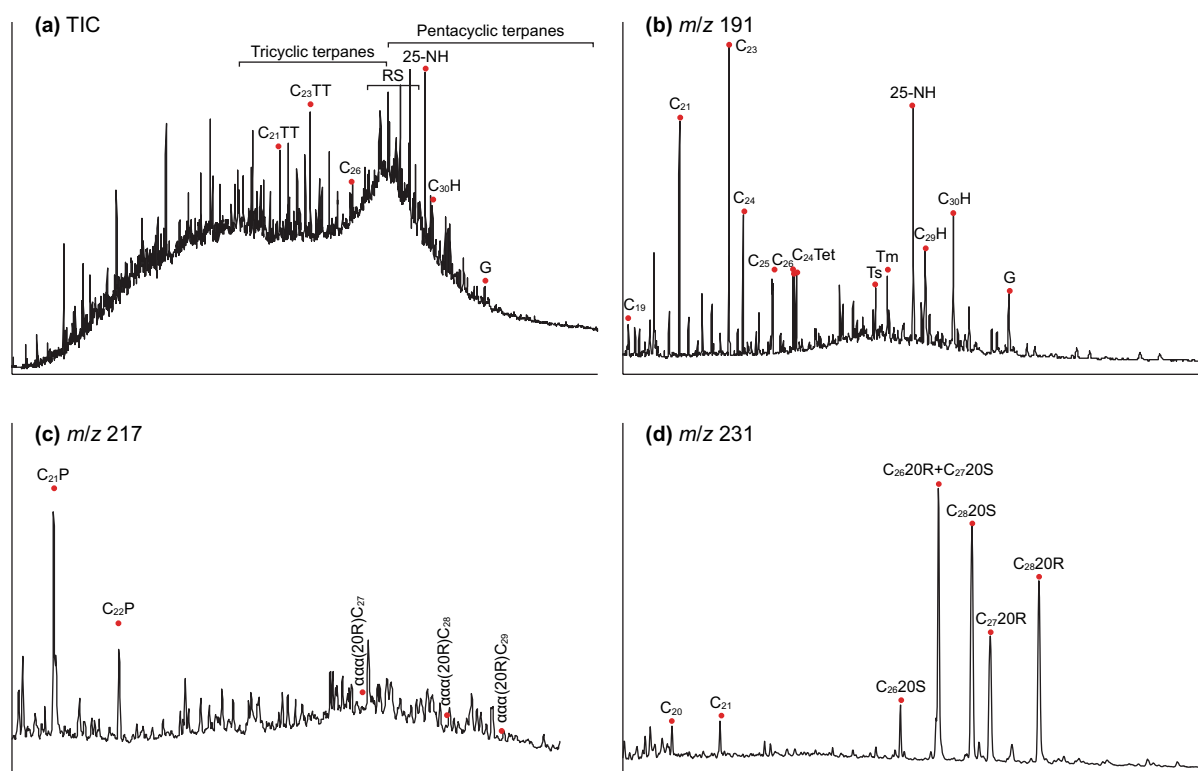 (a) TIC
Pentacyclic terpanes
Tricyclic terpanes
25-NH
RS
C₂₃TT
C₂₁TT
C₂₆
C₃₀H
G
(b) m/z 191
C₂₃
C₂₁
25-NH
C₂₄
C₃₀H
C₂₉H
C₂₅
C₂₆
C₂₄Tet
Tm
Ts
G
C₁₉
(c) m/z 217
C₂₁P
C₂₂P
ααα(20R)C₂₇
ααα(20R)C₂₈
ααα(20R)C₂₉
(d) m/z 231
C₂₆20R+C₂₇20S
C₂₈20S
C₂₈20R
C₂₇20R
C₂₆20S
C₂₀
C₂₁